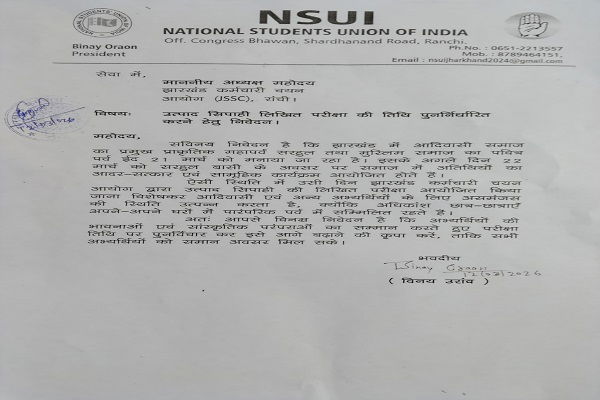 NSUI
NATIONAL STUDENTS UNION OF INDIA
Off. Congress Bhawan, Shardhanand Road, Ranchi.
Binay Oraon
President
Ph.No. : 0651-2213557
Mob. : 8789464151,
Email : nsuijharkhand2024@gmail.com
सेवा में,
माननीय अध्यक्ष महोदय
झारखंड कर्मचारी चयन
आयोग (JSSC), रांची।
विषयः उत्पाद सिपाही लिखित परीक्षा की तिथि पुनर्निर्धारित
करने हेतु निवेदन।
महोदय,
सविनय निवेदन है कि झारखंड में आदिवासी समाज
का प्रमुख प्राकृतिक महापर्व सरहुल तथा मुस्लिम समाज का पवित्र
पर्व ईद 21 मार्च को मनाया जा रहा है। इसके अगले दिन 22
मार्च को सरहुल बासी के अवसर पर समाज में अतिथियों का
आदर-सत्कार एवं सामूहिक कार्यक्रम आयोजित होते हैं।
ऐसी स्थिति में उसी दिन झारखंड कर्मचारी चयन
आयोग द्वारा उत्पाद सिपाही की लिखित परीक्षा आयोजित किया
जाना विशेषकर आदिवासी एवं अन्य अभ्यर्थियों के लिए असमंजस
की स्थिति उत्पन्न करता है, क्योंकि अधिकांश छात्र-छात्राएँ
अपने-अपने घरों में पारंपरिक पर्व में सम्मिलित रहते हैं।
अतः आपसे विनम्र निवेदन है कि अभ्यर्थियों की
भावनाओं एवं सांस्कृतिक परंपराओं का सम्मान करते हुए परीक्षा
तिथि पर पुनर्विचार कर इसे आगे बढ़ाने की कृपा करें, ताकि सभी
अभ्यर्थियों को समान अवसर मिल सके।
भवदीय
Binay Oraon
12/03/2026
( विनय उरांव )